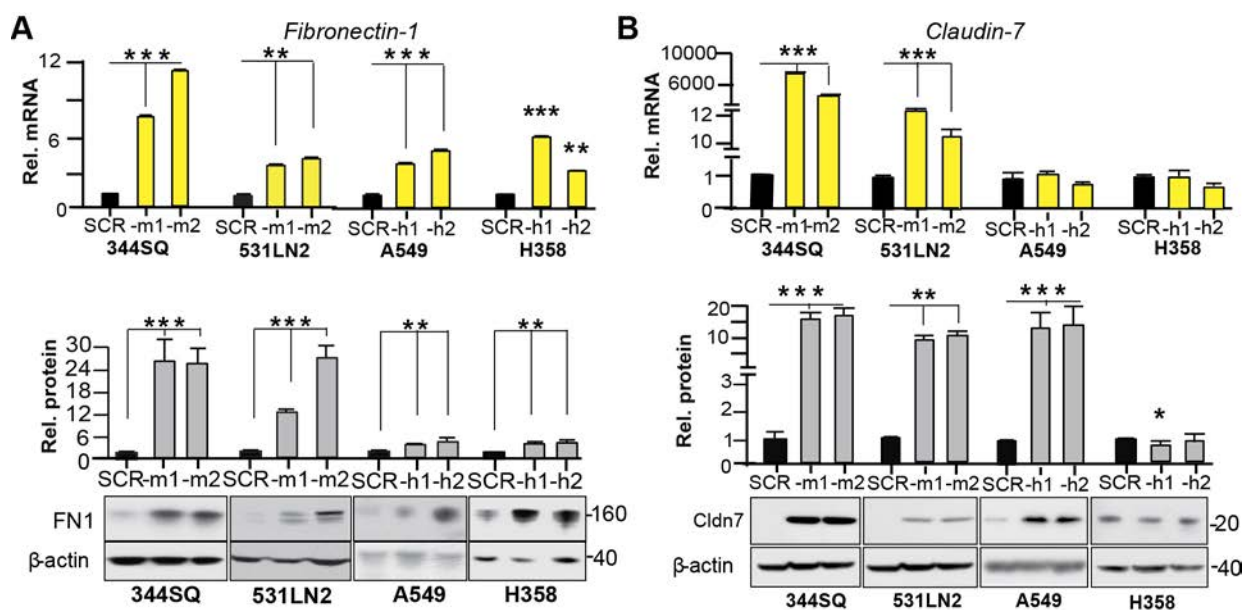 A
Fibronectin-1
Rel. mRNA
12
6
0
***
**
***
***
**
SCR -m1 -m2
SCR -m1 -m2
SCR -h1 -h2
SCR -h1 -h2
344SQ
531LN2
A549
H358
Rel. protein
30
24
18
12
6
0
***
***
**
**
SCR -m1 -m2
SCR -m1 -m2
SCR -h1 -h2
SCR -h1 -h2
FN1
-160
β-actin
-40
344SQ
531LN2
A549
H358
B
Claudin-7
Rel. mRNA
10000
6000
12
10
1
0
***
***
SCR -m1 -m2
SCR -m1 -m2
SCR -h1 -h2
SCR -h1 -h2
344SQ
531LN2
A549
H358
Rel. protein
20
10
3
2
1
0
***
**
***
*
SCR -m1 -m2
SCR -m1 -m2
SCR -h1 -h2
SCR -h1 -h2
Cldn7
-20
β-actin
-40
344SQ
531LN2
A549
H358